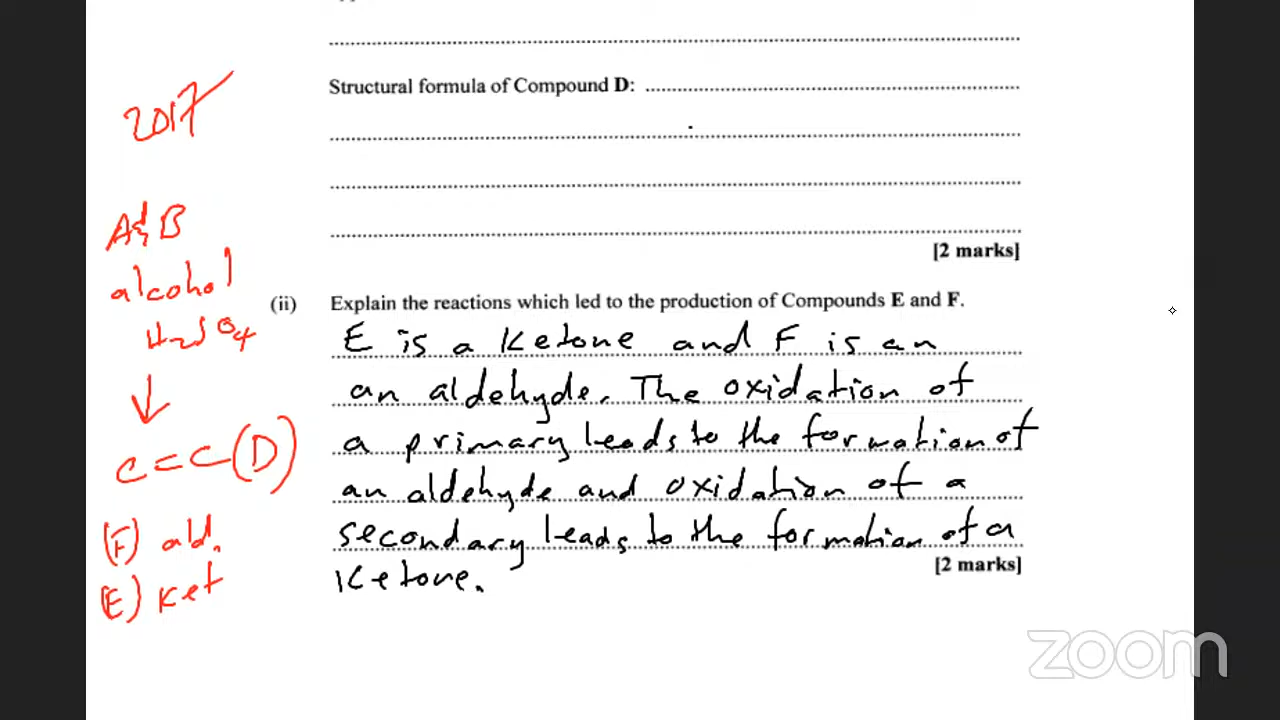 Structural formula of Compound D: ..........
2017
[2 marks]
A & B
alcohol
H2SO4
C=C (D)
(F) ald.
(E) ket
(ii) Explain the reactions which led to the production of Compounds E and F.
E is a Ketone and F is an
an aldehyde. The oxidation of
a primary leads to the formation of
an aldehyde and oxidation of a
secondary leads to the formation of a
Ketone.
[2 marks]
zoom